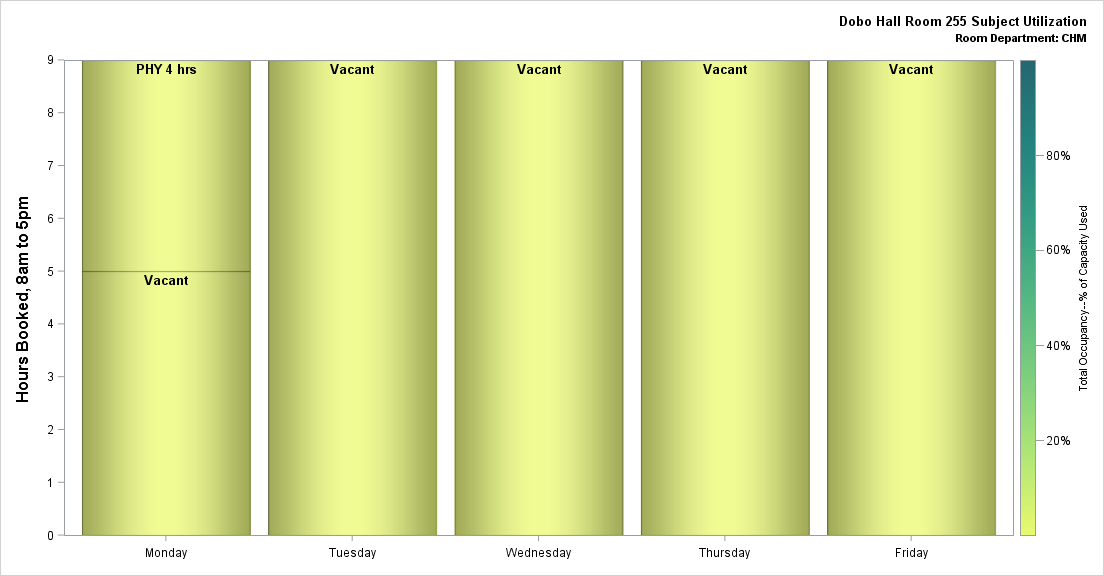 Dobo Hall Room 255 Subject Utilization
Room Department: CHM
Hours Booked, 8am to 5pm
9
8
7
6
5
4
3
2
1
0
PHY 4 hrs
Vacant
Vacant
Vacant
Vacant
Vacant
Monday
Tuesday
Wednesday
Thursday
Friday
80%
60%
40%
20%
Total Occupancy--% of Capacity Used